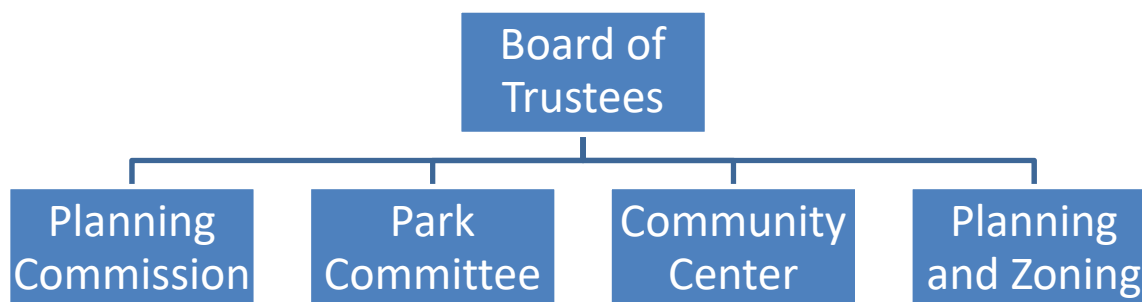 Board of
Trustees
Planning
Commission
Park
Committee
Community
Center
Planning
and Zoning